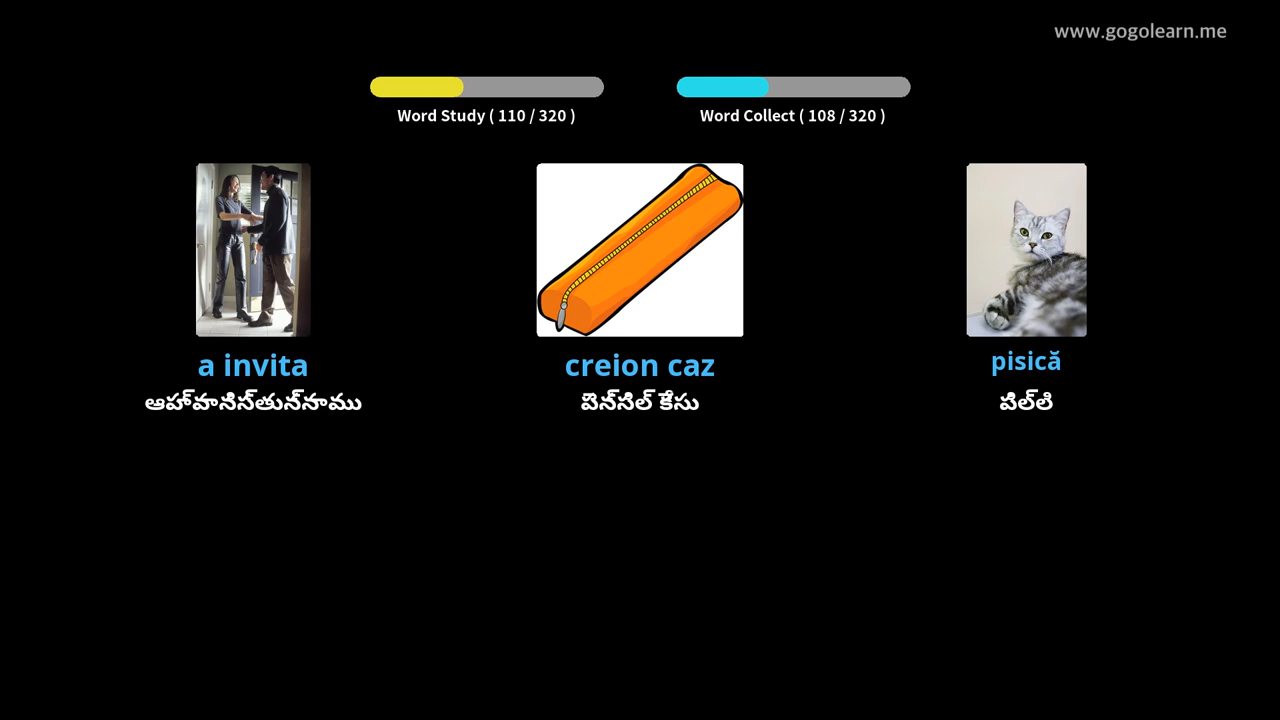 www.gogolearn.me
Word Study ( 110 / 320 )
Word Collect ( 108 / 320 )
a invita
ఆహ్‌వానిస్‌తున్‌నాము
creion caz
పెన్‌సిల్ కేసు
pisică
పిల్‌లి